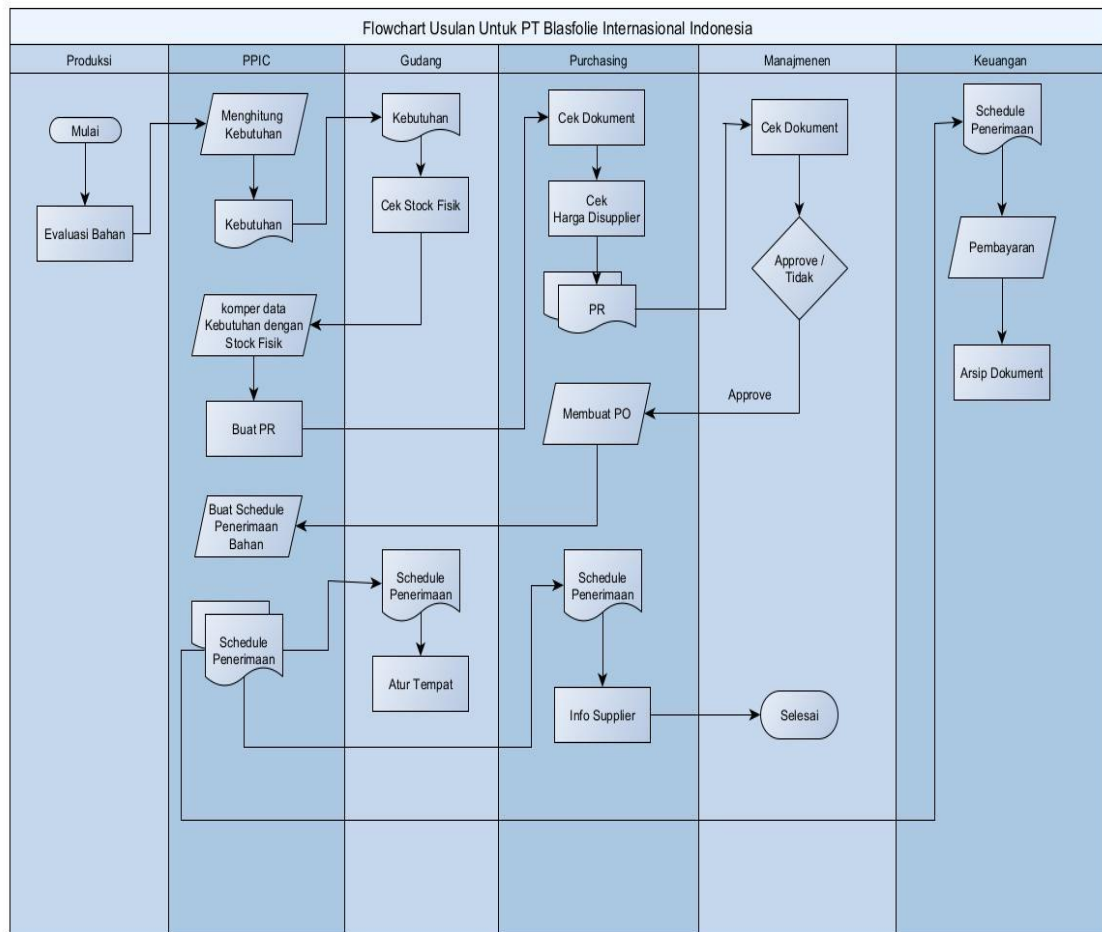 Flowchart Usulan Untuk PT Blasfolie Internasional Indonesia
Produksi
PPIC
Gudang
Purchasing
Manajmenen
Keuangan
Mulai
Evaluasi Bahan
Menghitung
Kebutuhan
Kebutuhan
Kebutuhan
Cek Stock Fisik
komper data
Kebutuhan dengan
Stock Fisik
Buat PR
Cek Dokument
Cek
Harga Disupplier
PR
Cek Dokument
Approve /
Tidak
Approve
Membuat PO
Buat Schedule
Penerimaan
Bahan
Schedule
Penerimaan
Schedule
Penerimaan
Atur Tempat
Schedule
Penerimaan
Info Supplier
Selesai
Schedule
Penerimaan
Pembayaran
Arsip Dokument